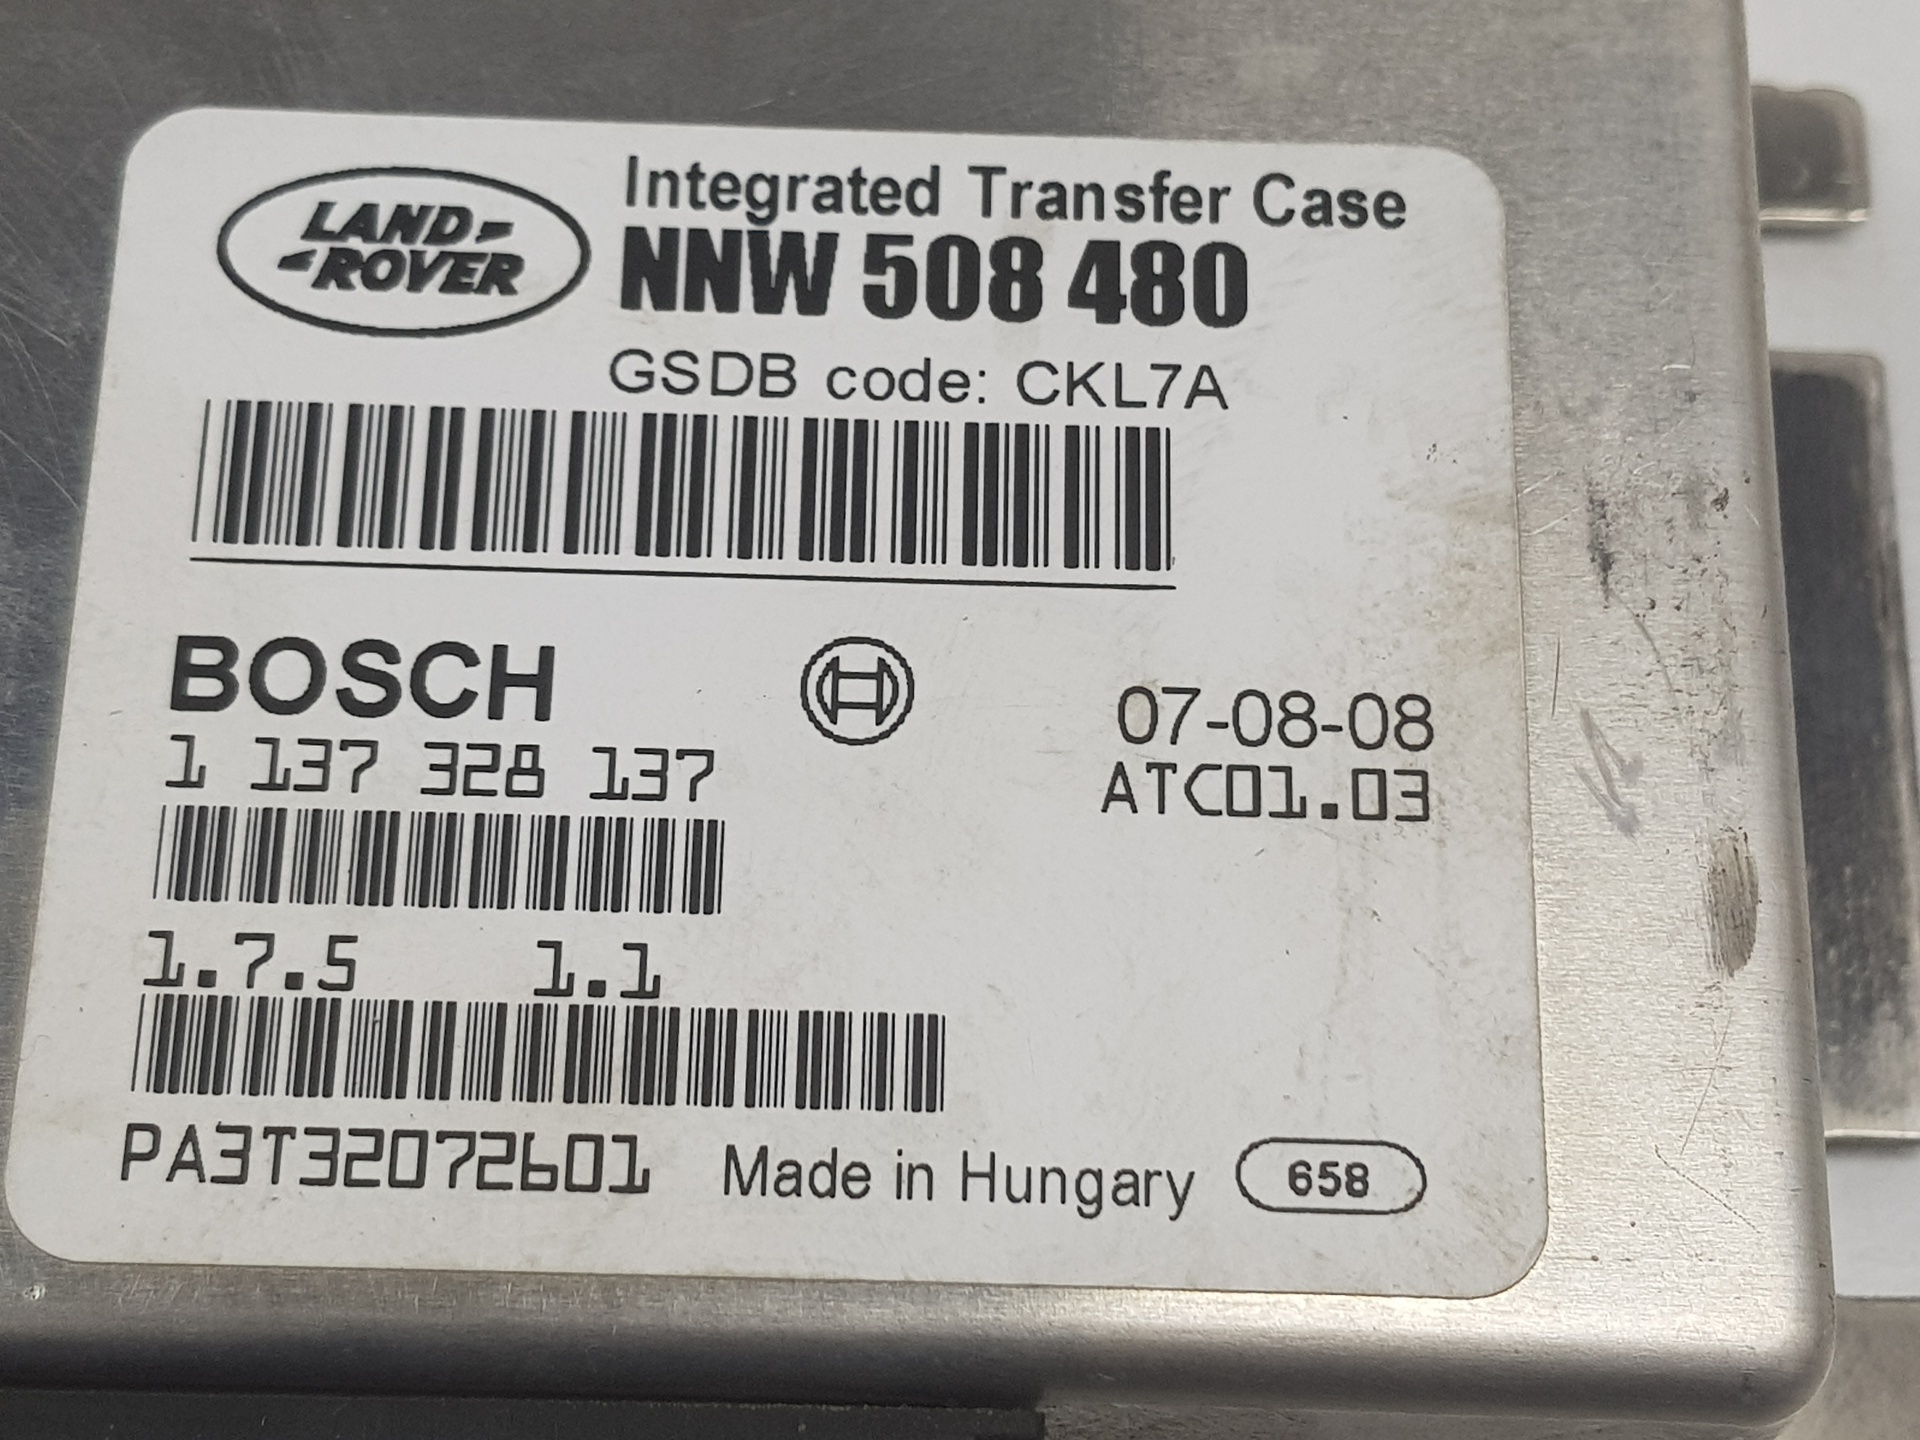 LAND-
-ROVER
Integrated Transfer Case
NNW 508 480
GSDB code: CKL7A
BOSCH
1 137 328 137
07-08-08
ATC01.03
1.7.5 1.1
PA3T32072601 Made in Hungary 658